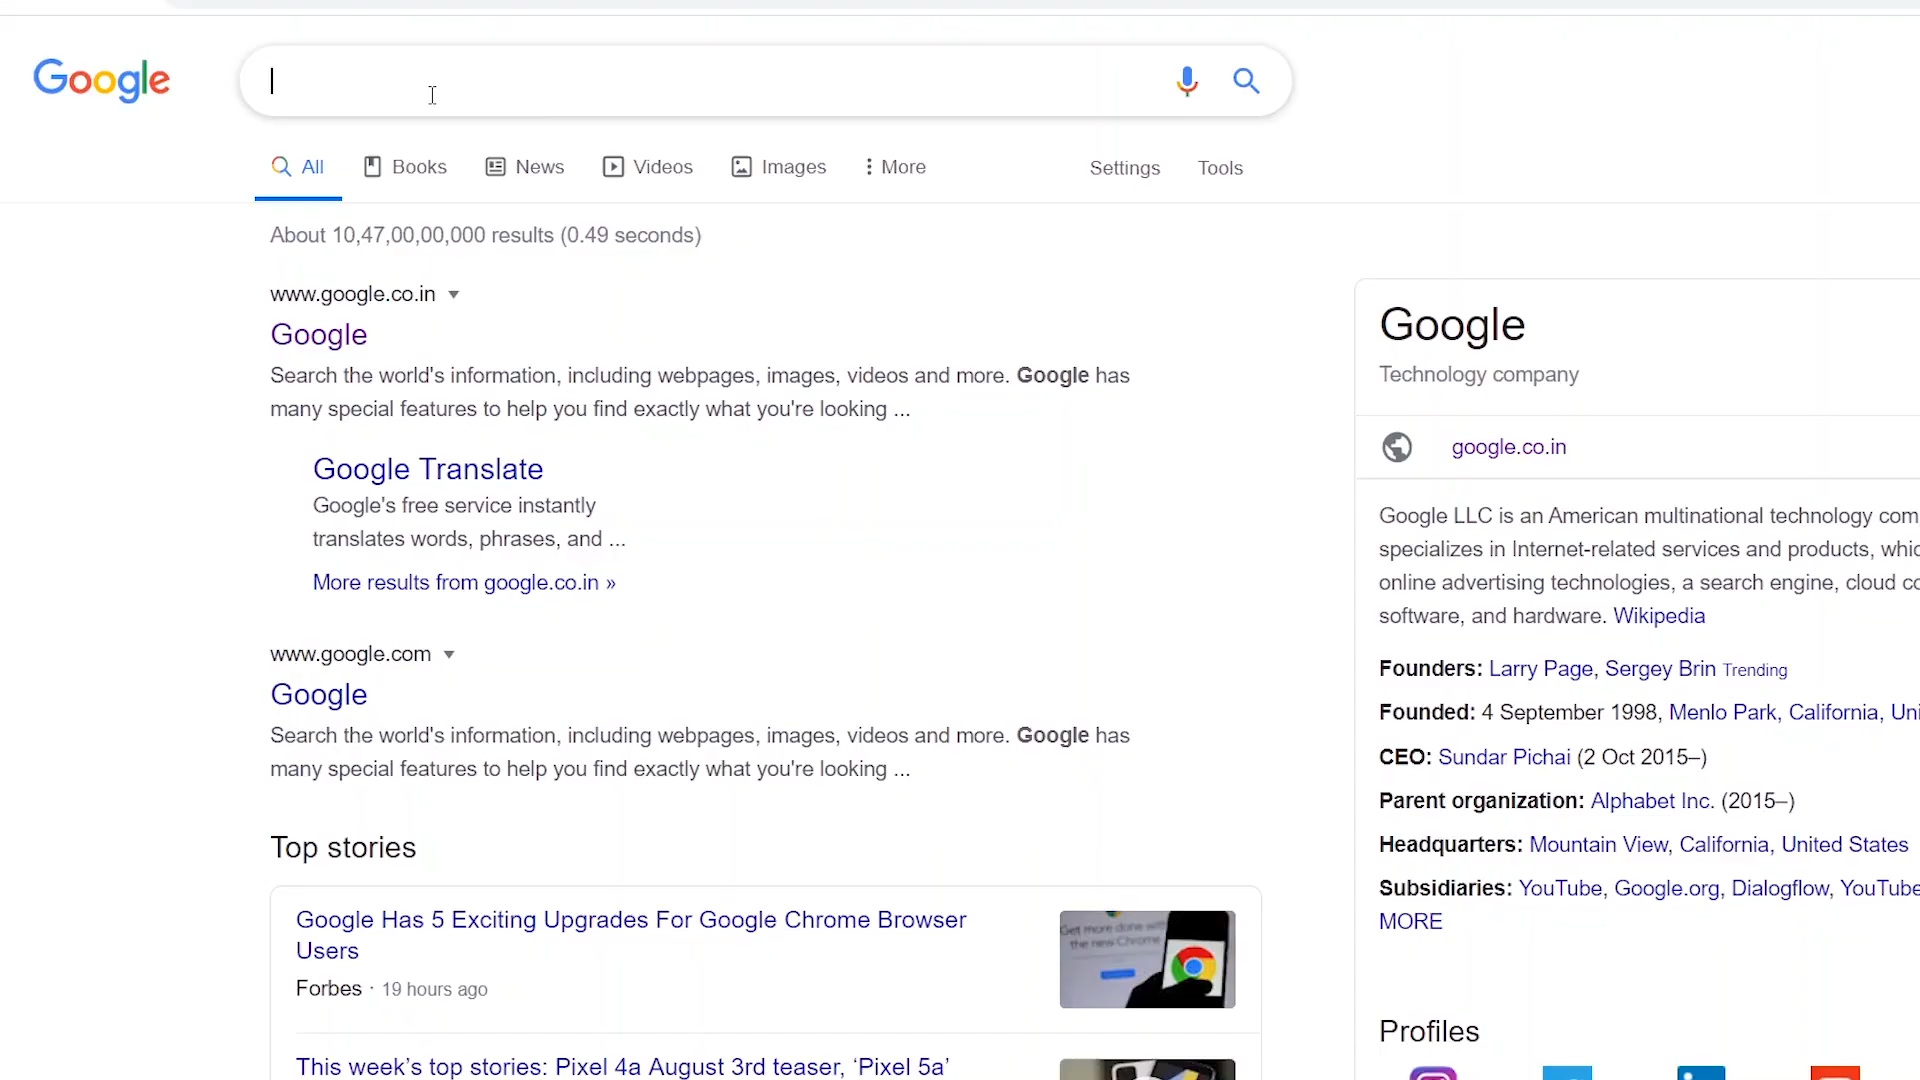 Google
All
Books
News
Videos
Images
More
Settings
Tools
About 10,47,00,00,000 results (0.49 seconds)
www.google.co.in
Google
Search the world's information, including webpages, images, videos and more. Google has
many special features to help you find exactly what you're looking ...
Google Translate
Google's free service instantly
translates words, phrases, and ...
More results from google.co.in »
www.google.com
Google
Search the world's information, including webpages, images, videos and more. Google has
many special features to help you find exactly what you're looking ...
Top stories
Google Has 5 Exciting Upgrades For Google Chrome Browser
Users
Forbes · 19 hours ago
Get more done with
the new Chrome
This week’s top stories: Pixel 4a August 3rd teaser, ‘Pixel 5a’
Google
Technology company
google.co.in
Google LLC is an American multinational technology com
specializes in Internet-related services and products, whic
online advertising technologies, a search engine, cloud co
software, and hardware. Wikipedia
Founders: Larry Page, Sergey Brin Trending
Founded: 4 September 1998, Menlo Park, California, Uni
CEO: Sundar Pichai (2 Oct 2015–)
Parent organization: Alphabet Inc. (2015–)
Headquarters: Mountain View, California, United States
Subsidiaries: YouTube, Google.org, Dialogflow, YouTube
MORE
Profiles